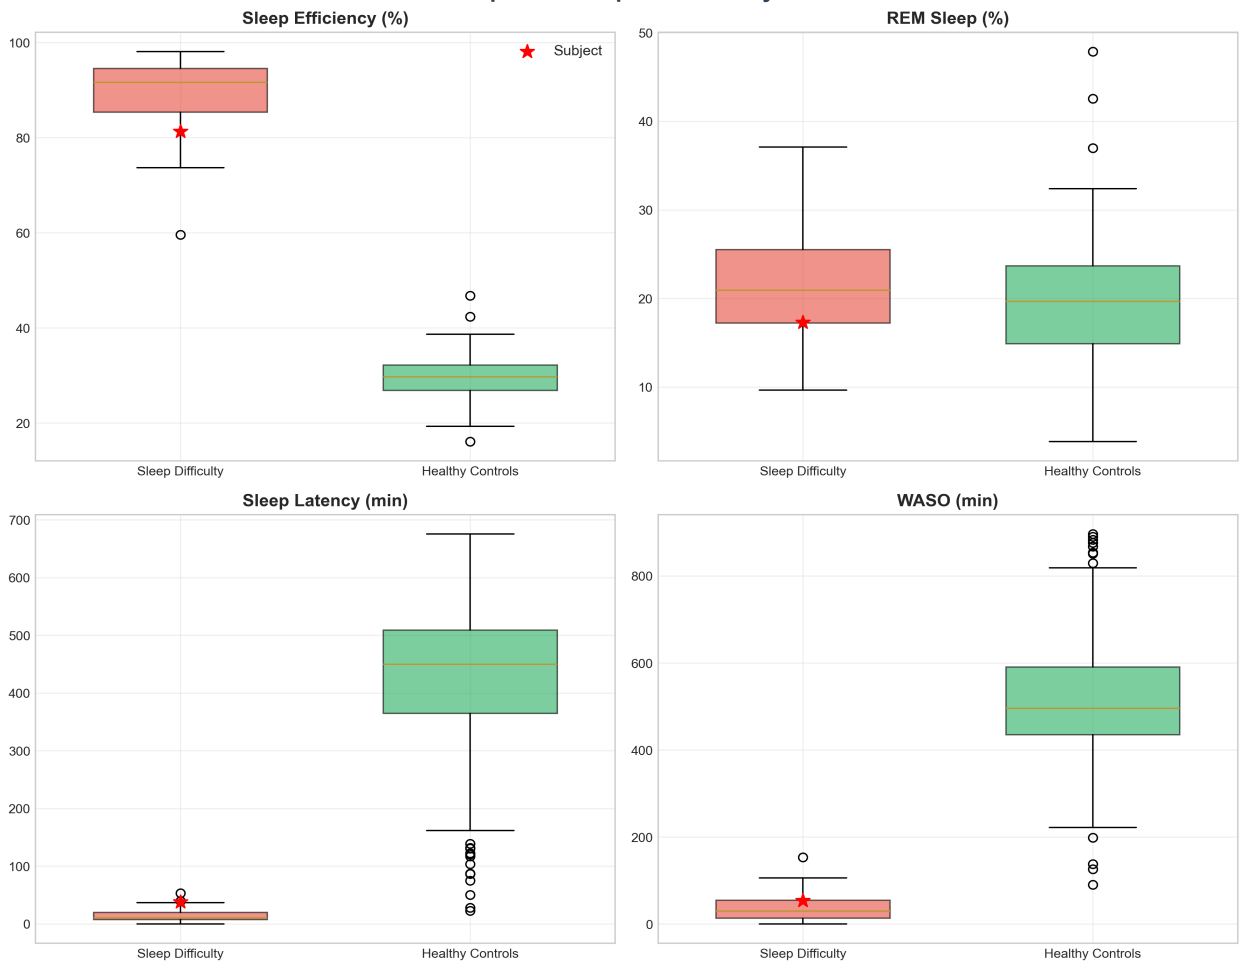 Sleep Efficiency (%)
100
80
60
40
20
Subject
Sleep Difficulty
Healthy Controls
REM Sleep (%)
50
40
30
20
10
Sleep Difficulty
Healthy Controls
Sleep Latency (min)
700
600
500
400
300
200
100
0
Sleep Difficulty
Healthy Controls
WASO (min)
800
600
400
200
0
Sleep Difficulty
Healthy Controls